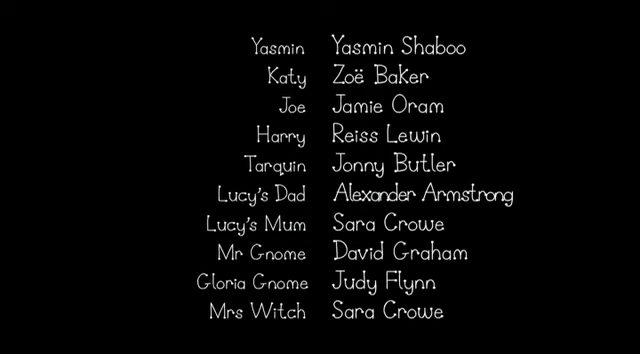 Yasmin Yasmin Shaboo
Katy Zoë Baker
Joe Jamie Oram
Harry Reiss Lewin
Tarquin Jonny Butler
Lucy's Dad Alexander Armstrong
Lucy's Mum Sara Crowe
Mr Gnome David Graham
Gloria Gnome Judy Flynn
Mrs Witch Sara Crowe